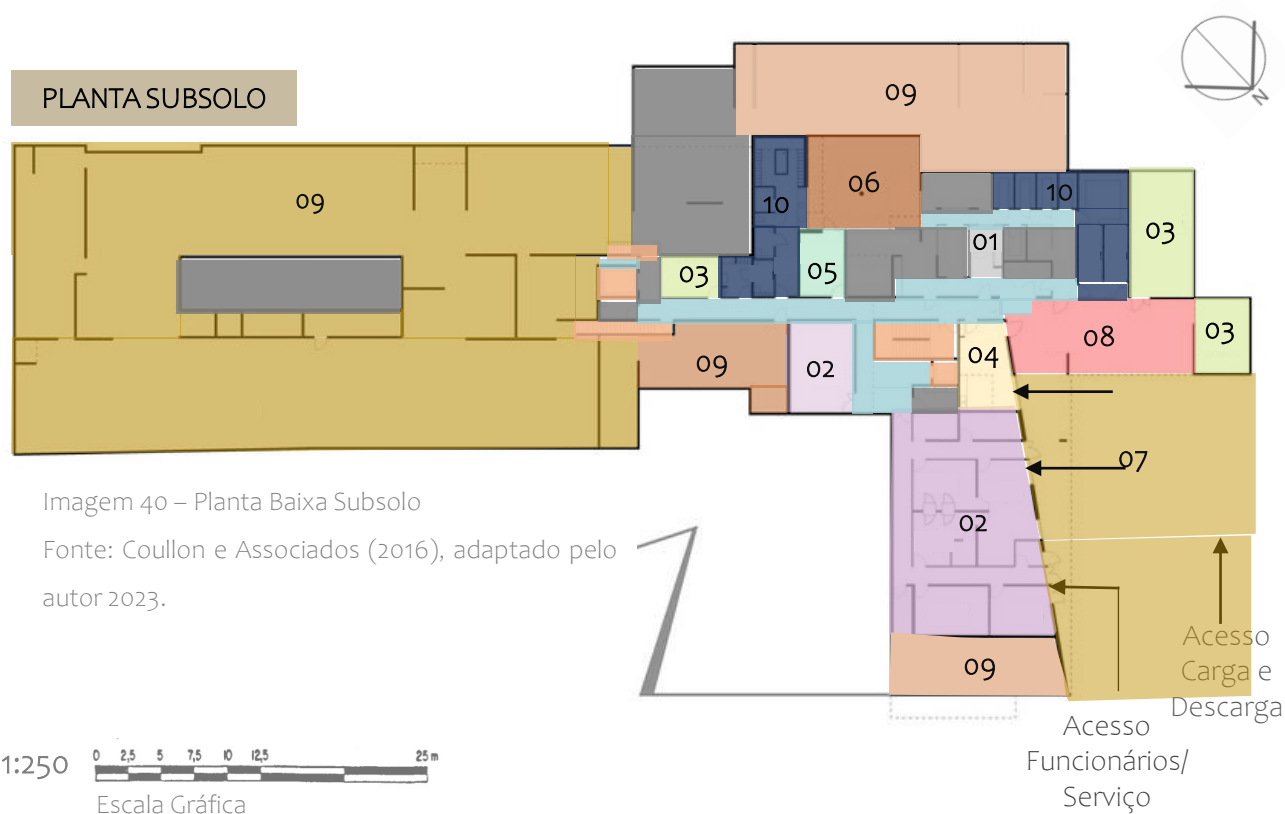 PLANTA SUBSOLO
N
09
09
06
10
10
03
01
03
05
03
08
09
02
04
07
02
09
Imagem 40 – Planta Baixa Subsolo
Fonte: Coullon e Associados (2016), adaptado pelo
autor 2023.
Acesso
Carga e
Descarga
Acesso
Funcionários/
Serviço
1:250
0 2,5 5 7,5 10 12,5 25 m
Escala Gráfica